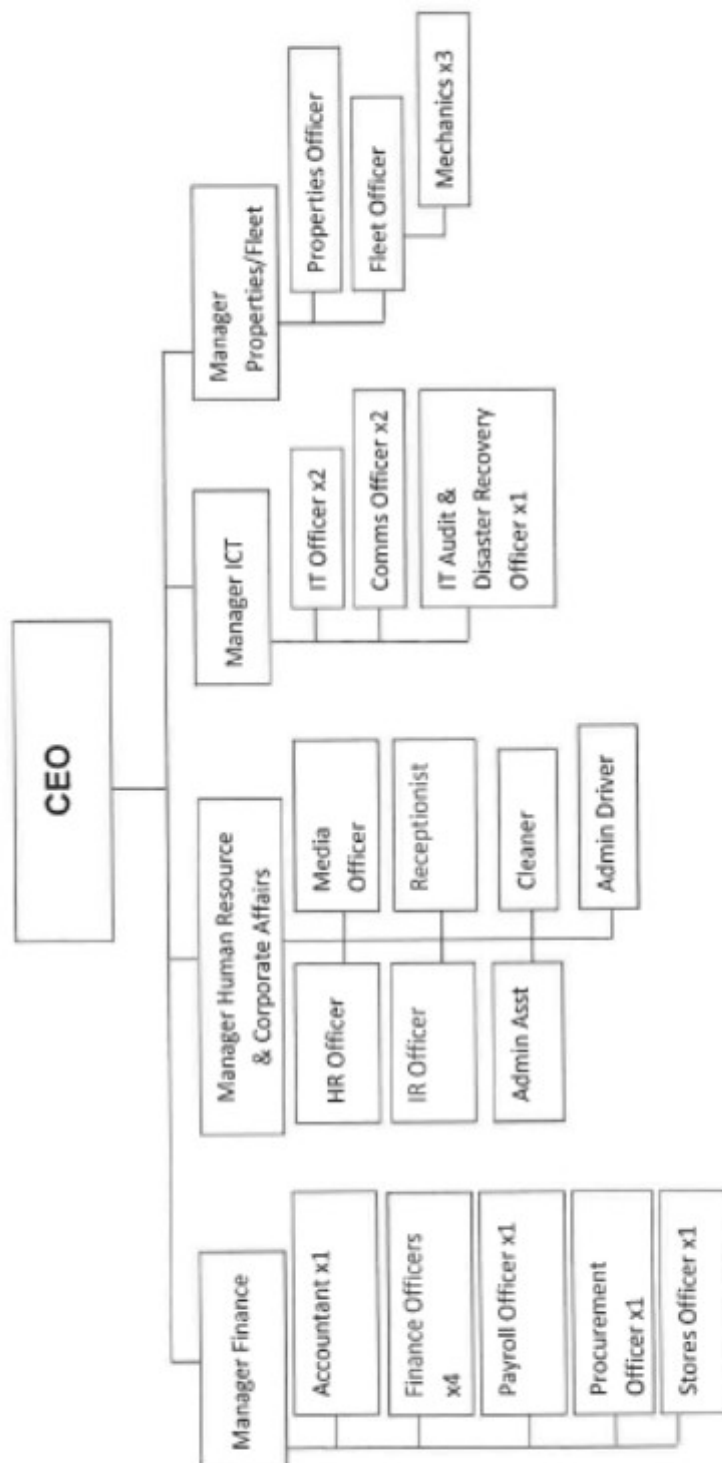 CEO
Manager Finance
Accountant x1
Finance Officers
x4
Payroll Officer x1
Procurement
Officer x1
Stores Officer x1
Manager Human Resource
& Corporate Affairs
HR Officer
Media
Officer
IR Officer
Receptionist
Admin Asst
Cleaner
Admin Driver
Manager ICT
IT Officer x2
Comms Officer x2
IT Audit &
Disaster Recovery
Officer x1
Manager
Properties/Fleet
Properties Officer
Fleet Officer
Mechanics x3